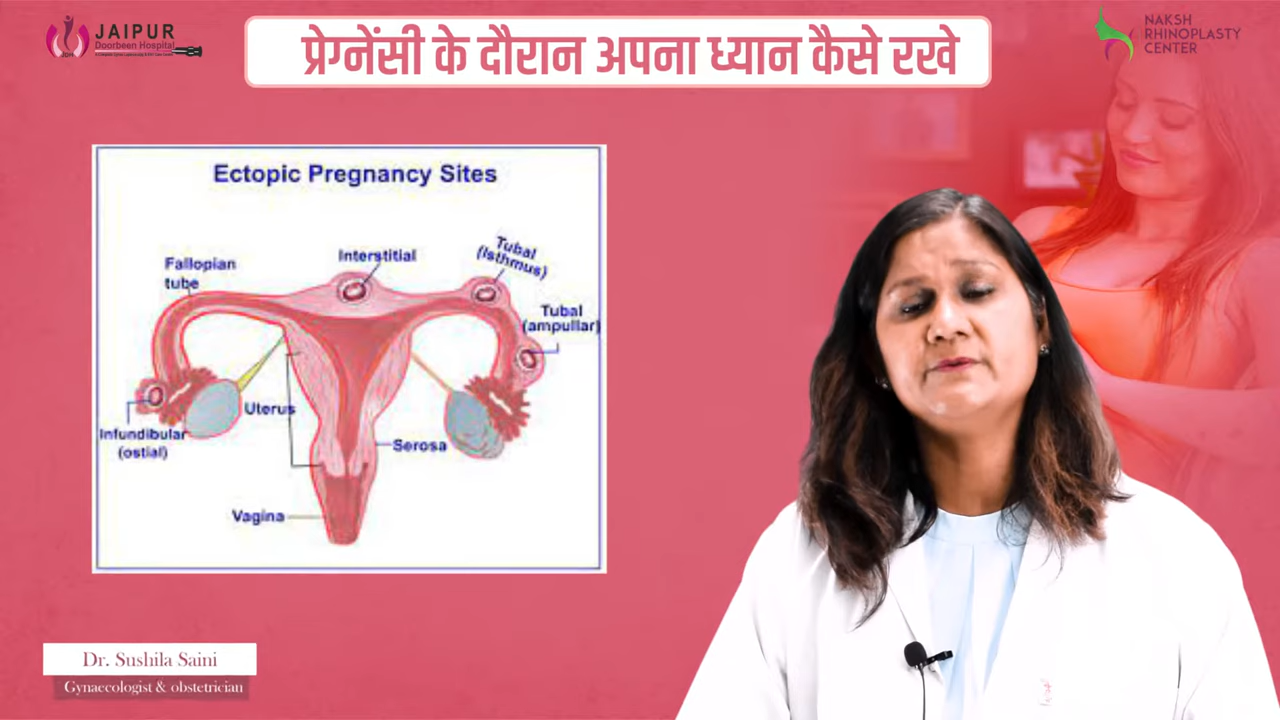 JAIPUR
Doorbeen Hospital
JDH
प्रेग्नेंसी के दौरान अपना ध्यान कैसे रखे
NAKSH
RHINOPLASTY
CENTER
Ectopic Pregnancy Sites
Fallopian
tube
Interstitial
Tubal
(Isthmus)
Tubal
(ampullar)
Uterus
Infundibular
(ostial)
Serosa
Vagina
Dr. Sushila Saini
Gynaecologist & obstetrician